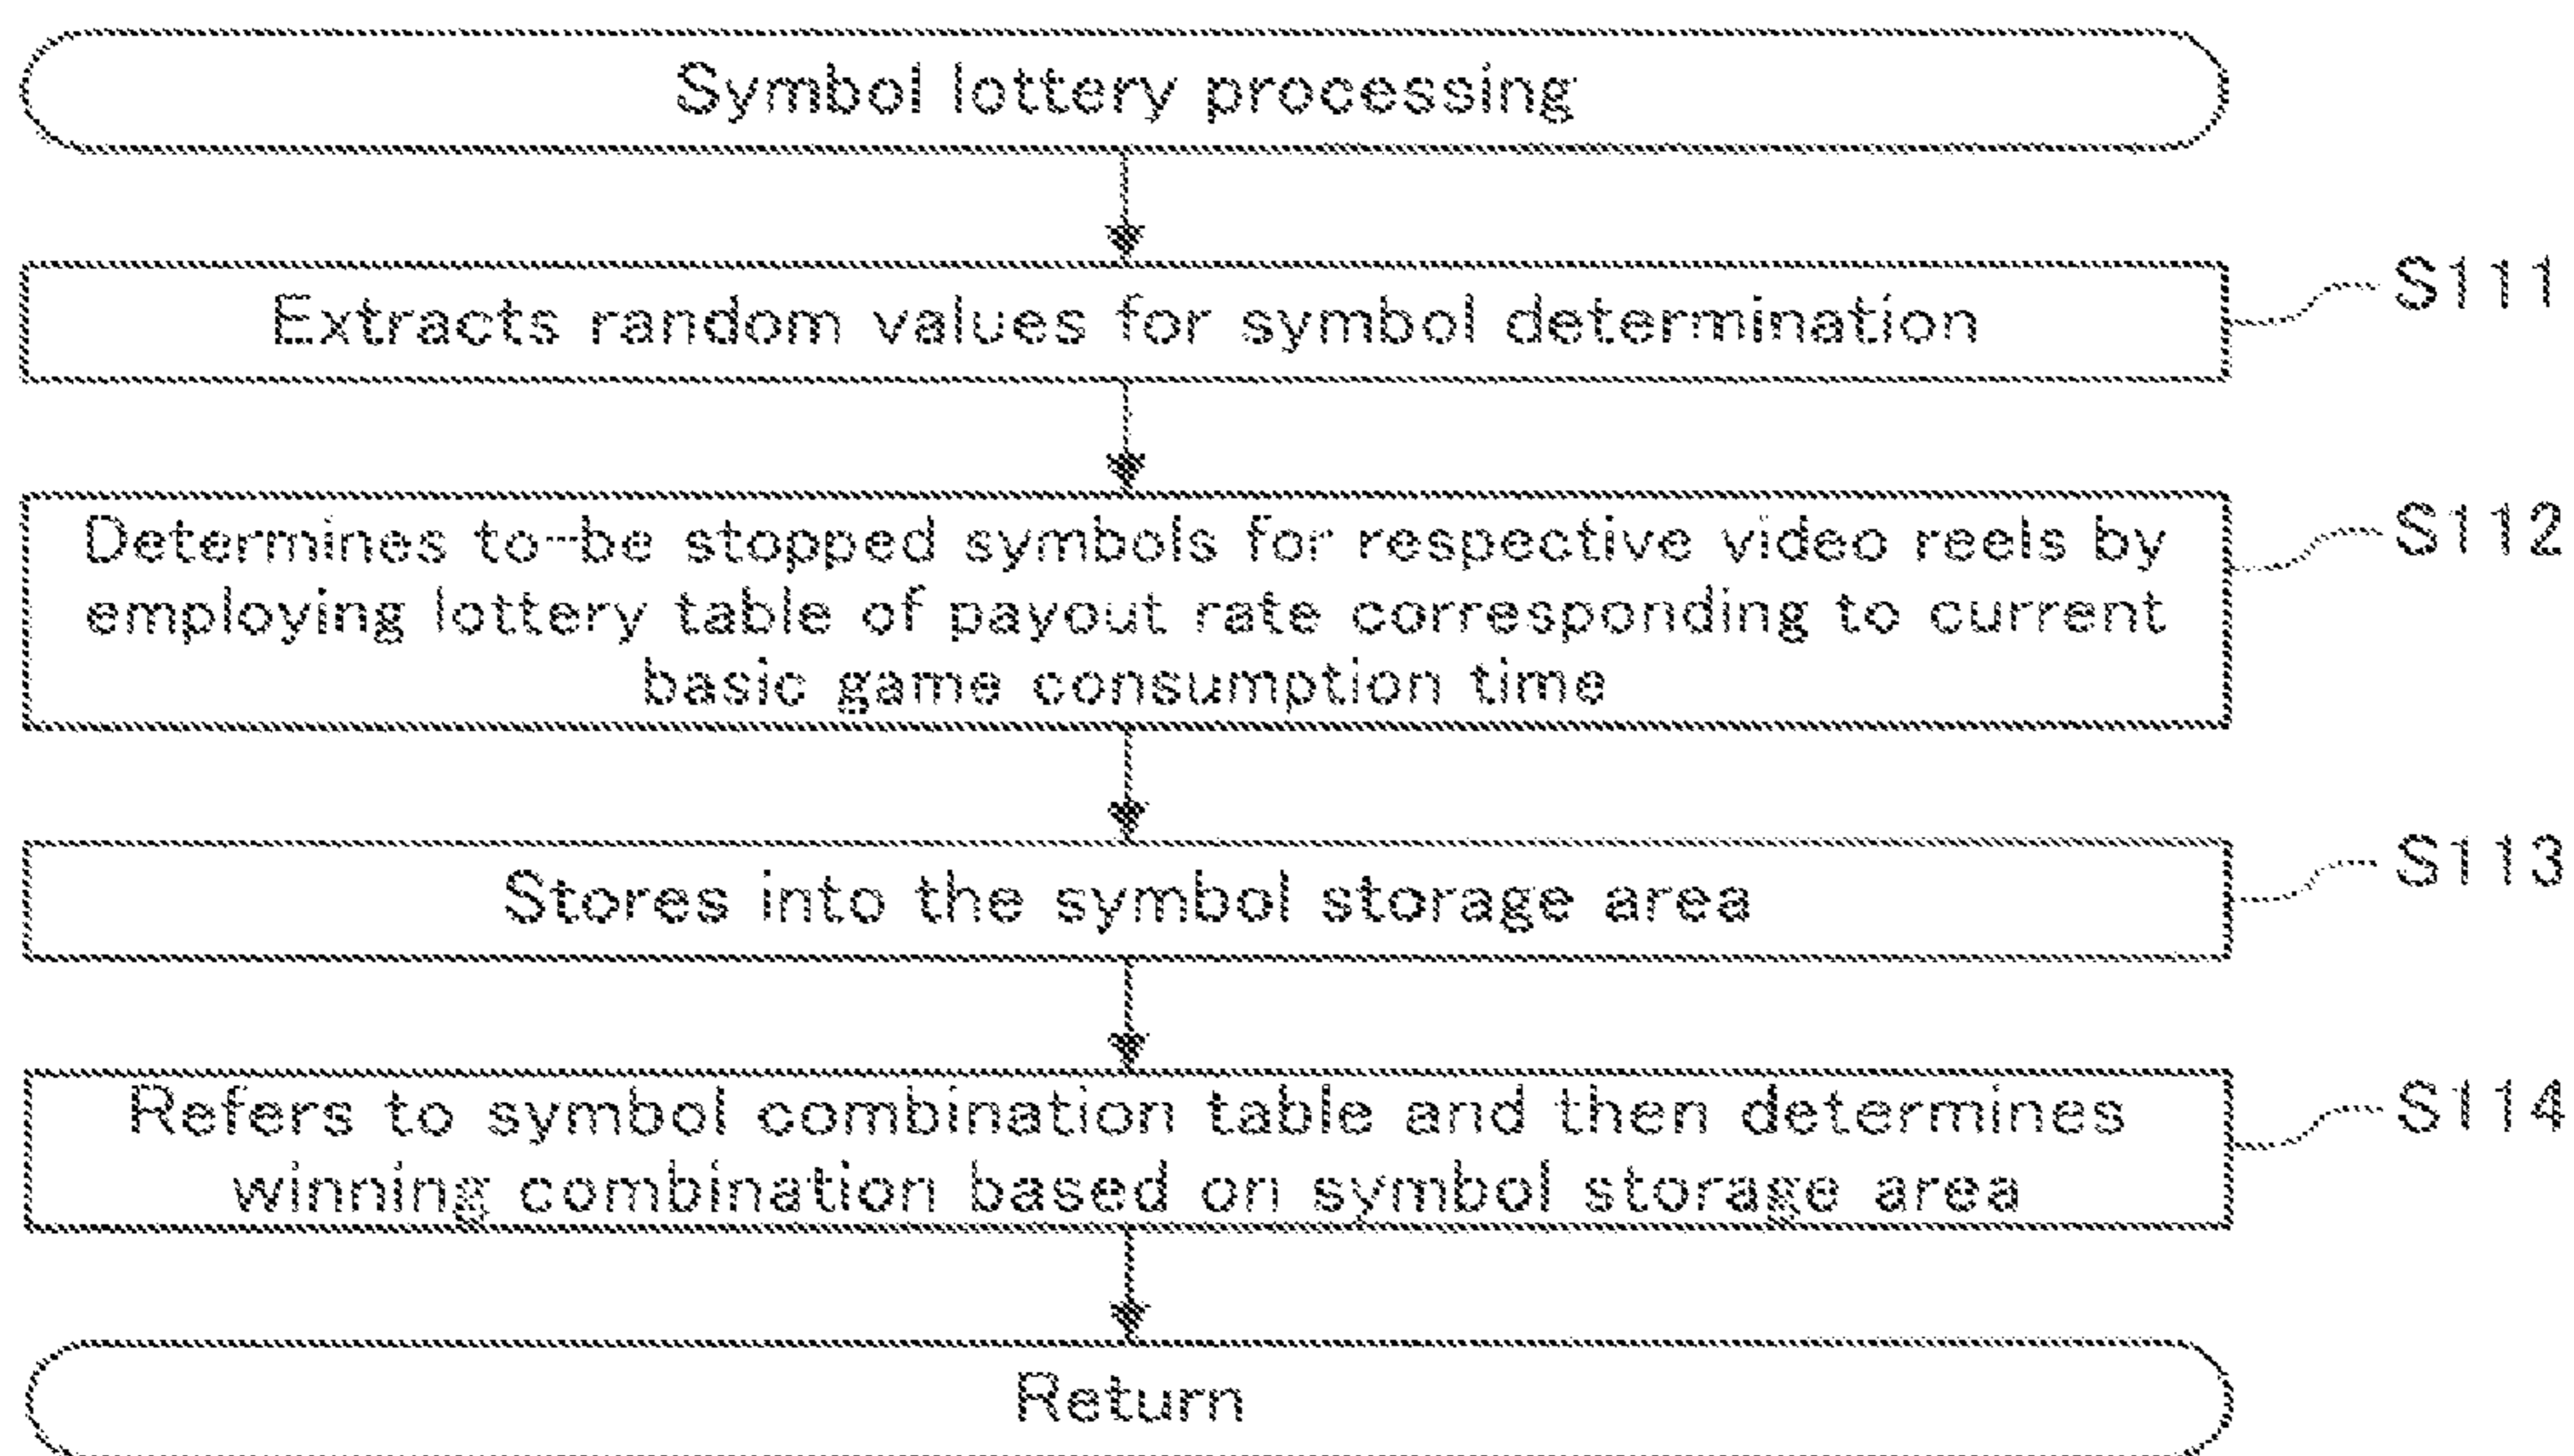 Symbol lottery processing
Extracts random values for symbol determination
S111
Determines to-be stopped symbols for respective video reels by
employing lottery table of payout rate corresponding to current
basic game consumption time
S112
Stores into the symbol storage area
S113
Refers to symbol combination table and then determines
winning combination based on symbol storage area
S114
Return